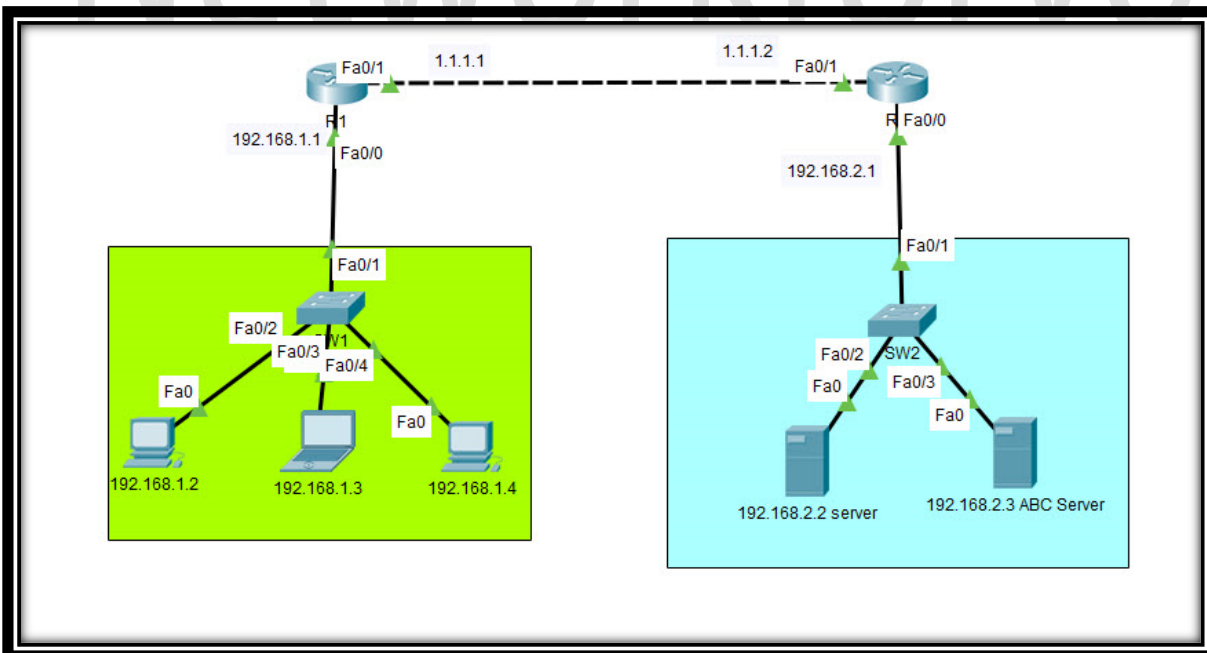 1.1.1.1
1.1.1.2
Fa0/1
Fa0/1
R1
R Fa0/0
192.168.1.1
Fa0/0
192.168.2.1
Fa0/1
Fa0/1
Fa0/2
Fa0/3
Fa0/4
Fa0/2
SW2
Fa0
Fa0/3
Fa0
Fa0
Fa0
192.168.1.2
192.168.1.3
192.168.1.4
192.168.2.2 server
192.168.2.3 ABC Server